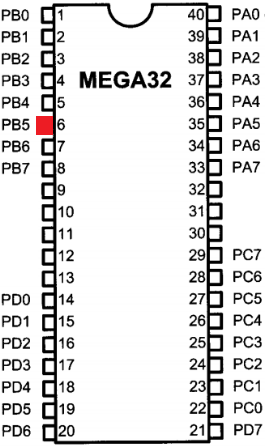 PB0 1 40 PA0
PB1 2 39 PA1
PB2 3 38 PA2
PB3 4 MEGA32 37 PA3
PB4 5 36 PA4
PB5 6 35 PA5
PB6 7 34 PA6
PB7 8 33 PA7
9 32
10 31
11 30
12 29 PC7
13 28 PC6
PD0 14 27 PC5
PD1 15 26 PC4
PD2 16 25 PC3
PD3 17 24 PC2
PD4 18 23 PC1
PD5 19 22 PC0
PD6 20 21 PD7